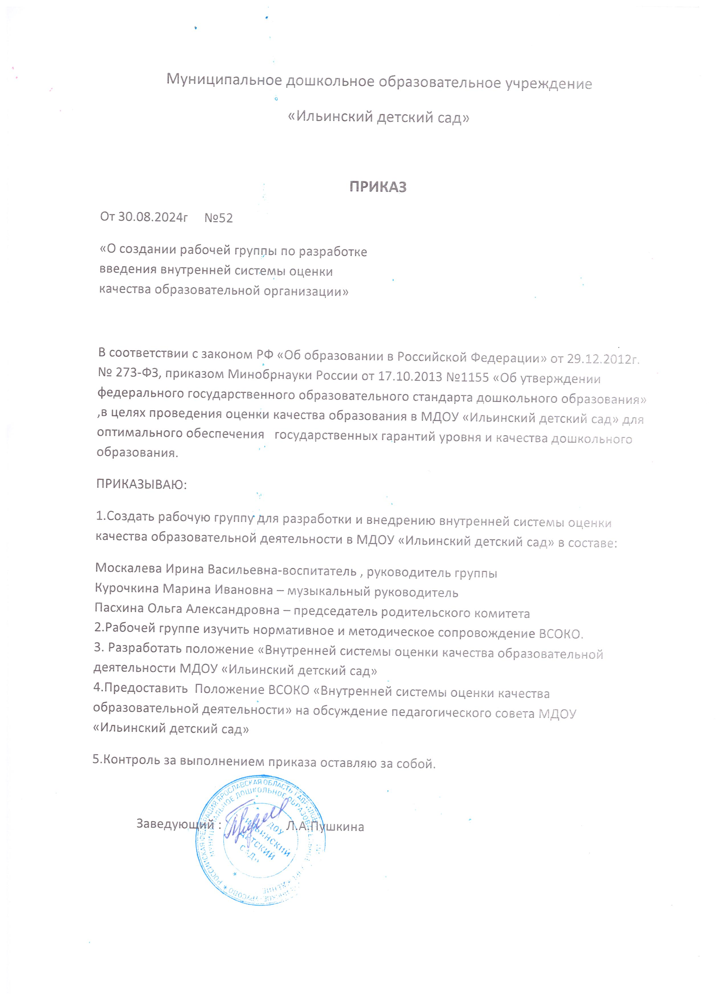 Муниципальное дошкольное образовательное учреждение
«Ильинский детский сад»
ПРИКАЗ
От 30.08.2024г №52
«О создании рабочей группы по разработке
введения внутренней системы оценки
качества образовательной организации»
В соответствии с законом РФ «Об образовании в Российской Федерации» от 29.12.2012г.
№ 273-ФЗ, приказом Минобрнауки России от 17.10.2013 №1155 «Об утверждении
федерального государственного образовательного стандарта дошкольного образования»
,в целях проведения оценки качества образования в МДОУ «Ильинский детский сад» для
оптимального обеспечения государственных гарантий уровня и качества дошкольного
образования.
ПРИКАЗЫВАЮ:
1.Создать рабочую группу для разработки и внедрению внутренней системы оценки
качества образовательной деятельности в МДОУ «Ильинский детский сад» в составе:
Москалева Ирина Васильевна-воспитатель , руководитель группы
Курочкина Марина Ивановна – музыкальный руководитель
Пасхина Ольга Александровна – председатель родительского комитета
2.Рабочей группе изучить нормативное и методическое сопровождение ВСОКО.
3. Разработать положение «Внутренней системы оценки качества образовательной
деятельности МДОУ «Ильинский детский сад»
4.Предоставить Положение ВСОКО «Внутренней системы оценки качества
образовательной деятельности» на обсуждение педагогического совета МДОУ
«Ильинский детский сад»
5.Контроль за выполнением приказа оставляю за собой.
Заведующий : Л.А.Пушкина
РОССИЙСКАЯ ФЕДЕРАЦИЯ ЯРОСЛАВСКАЯ ОБЛАСТЬ
МУНИЦИПАЛЬНОЕ ДОШКОЛЬНОЕ
ДЕТСКИЙ
САД»